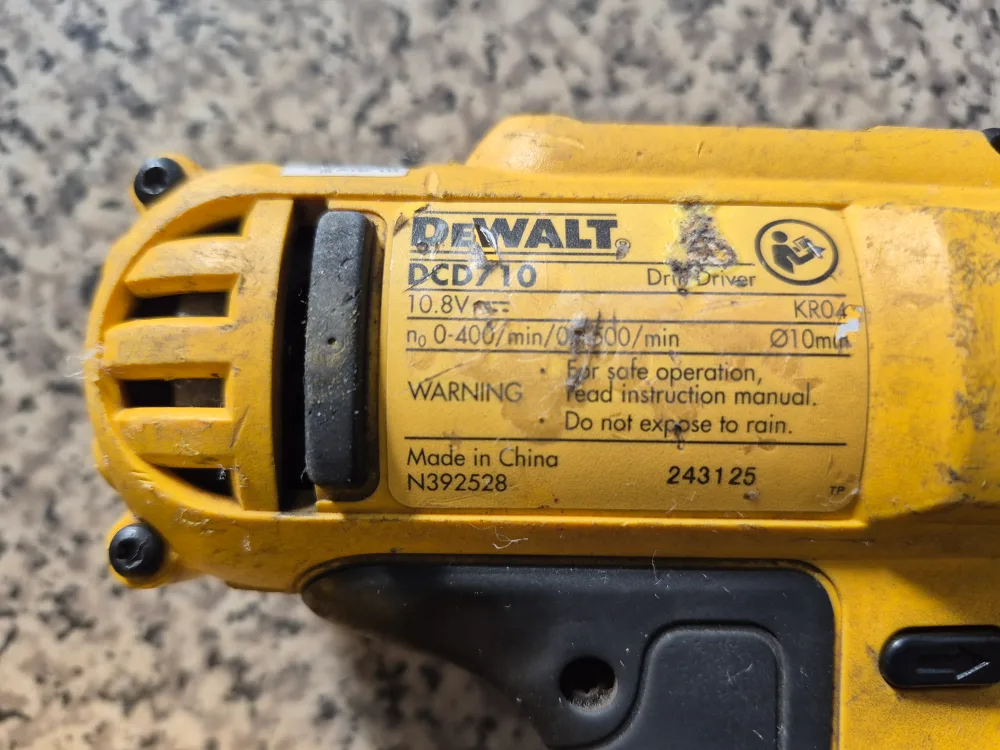 DEWALT®
DCD710 Drill Driver
10.8V ⎓ KR04
n₀ 0-400/min/0-1500/min Ø10mm
WARNING For safe operation,
read instruction manual.
Do not expose to rain.
Made in China
N392528 243125 TP